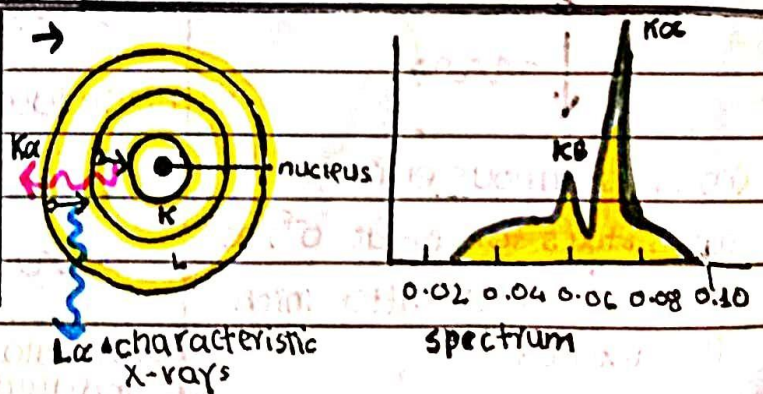 →
Kα
nucleus
K
L
Lα
characteristic
X-rays
Kα
Kβ
0.02 0.04 0.06 0.08 0.10
spectrum